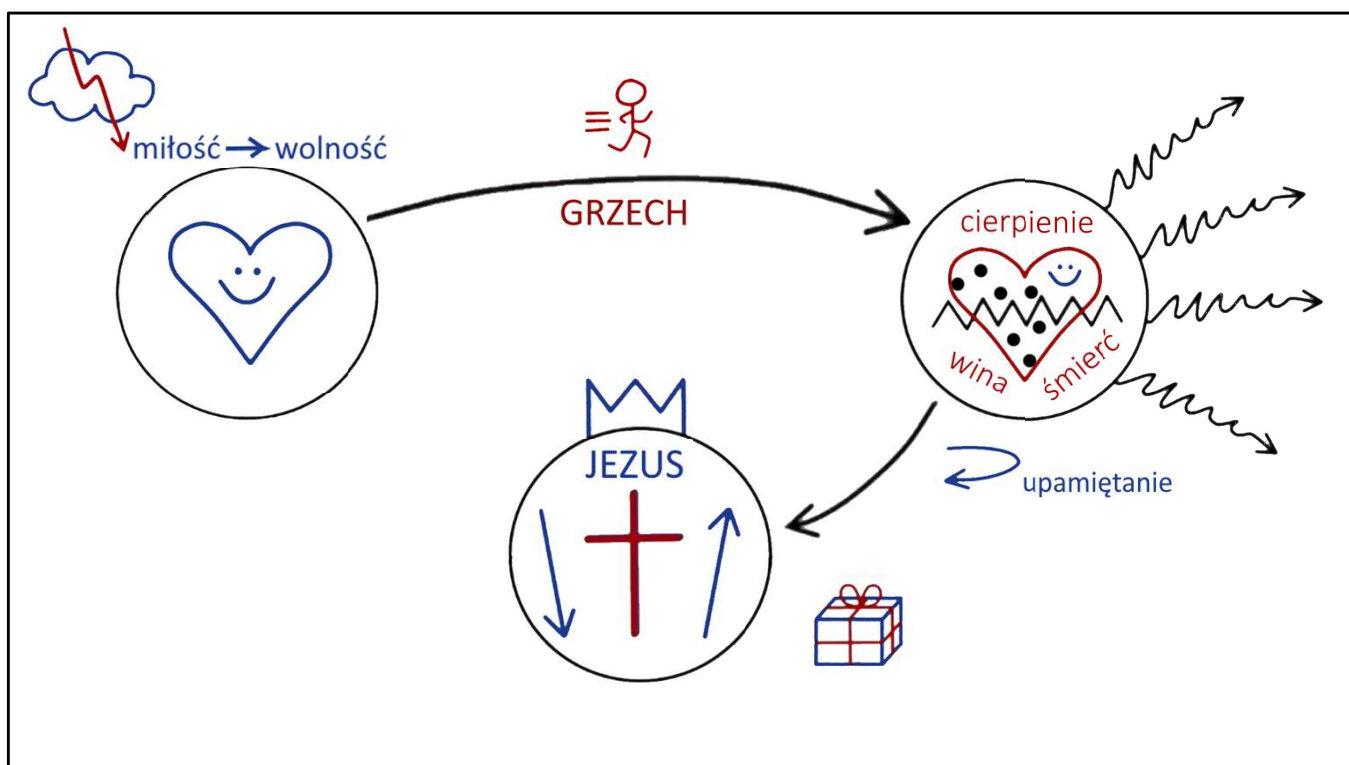 miłość → wolność
GRZECH
cierpienie
wina
śmierć
JEZUS
upamiętanie